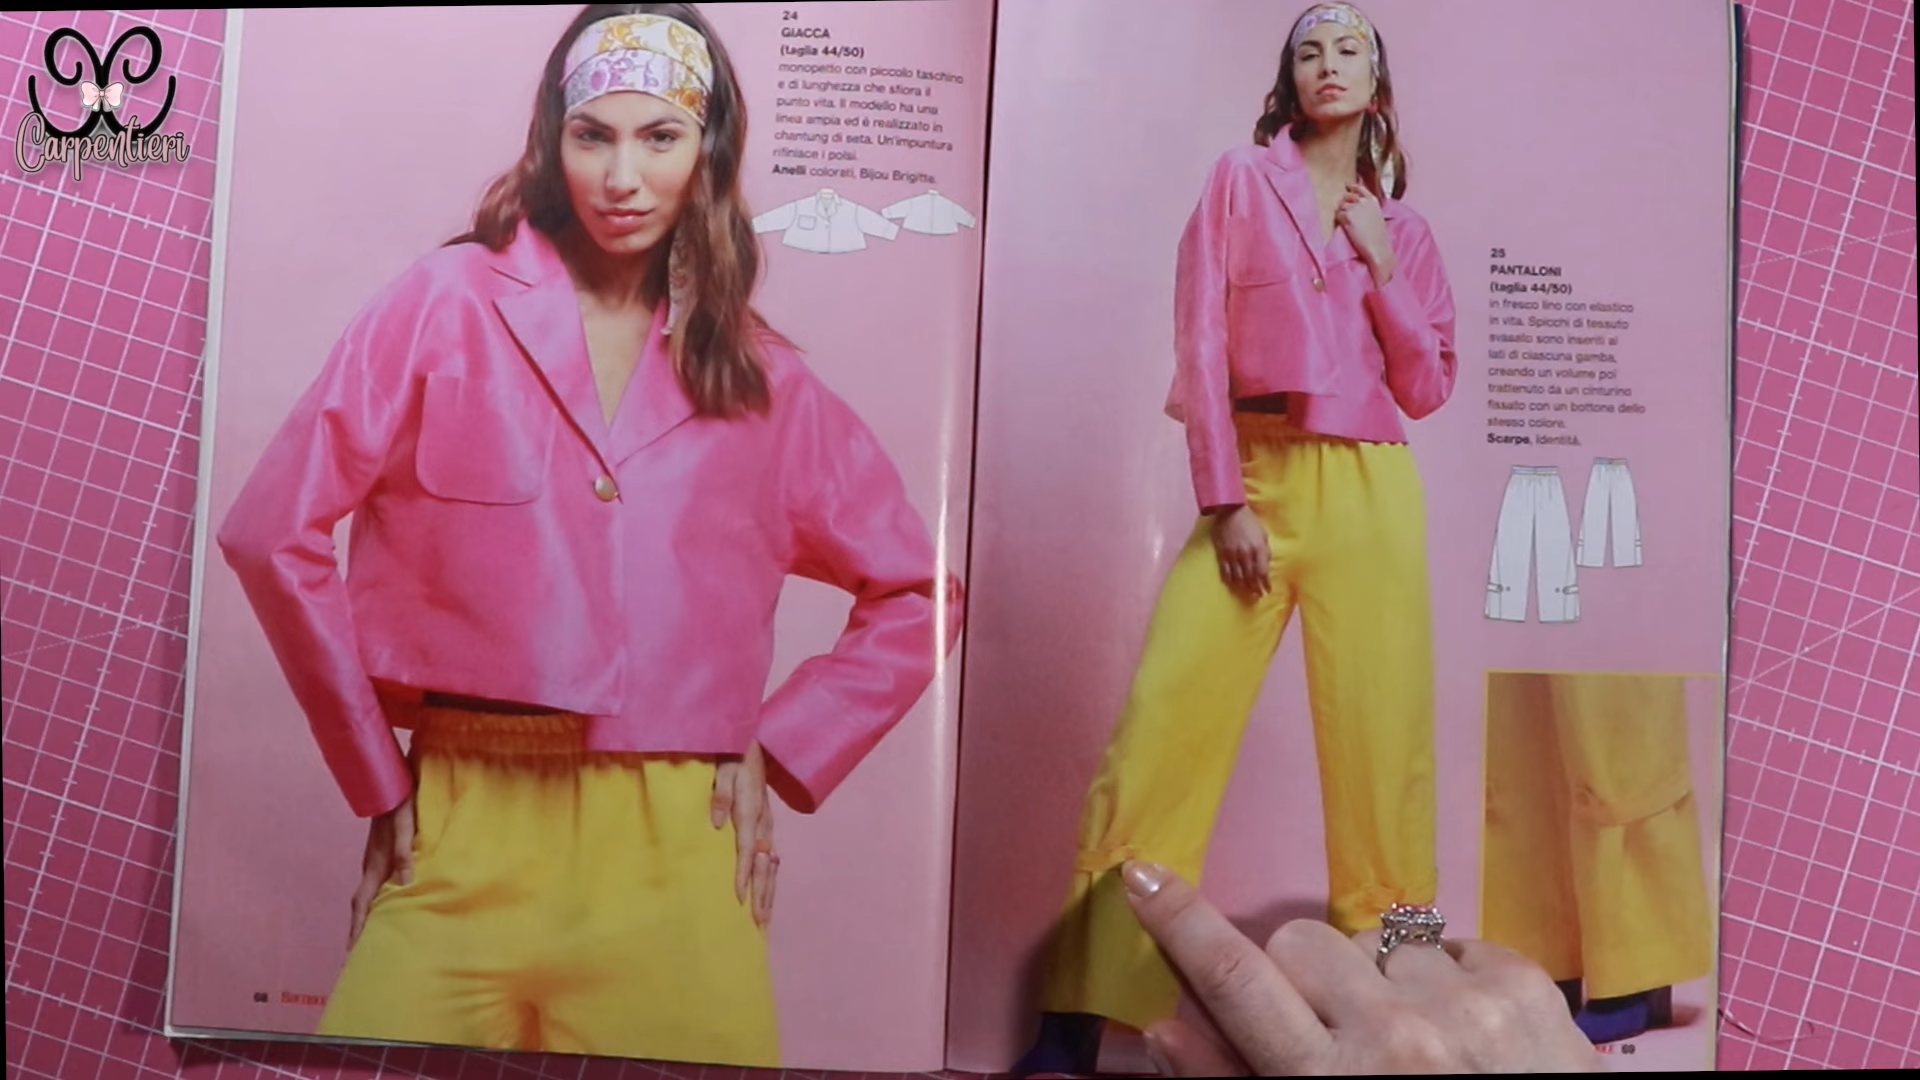 Carpentieri
24
GIACCA
(taglia 44/50)
monopetto con piccolo taschino
e di lunghezza che sfiora il
punto vita. Il modello ha una
linea ampia ed è realizzato in
chantung di seta. Un'impuntura
rifinisce i polsi.
Anelli colorati, Bijou Brigitte.
68
25
PANTALONI
(taglia 44/50)
in fresco lino con elastico
in vita. Spicchi di tessuto
svasato sono inseriti ai
lati di ciascuna gamba,
creando un volume poi
trattenuto da un cinturino
fissato con un bottone dello
stesso colore.
Scarpe, Identità.
69